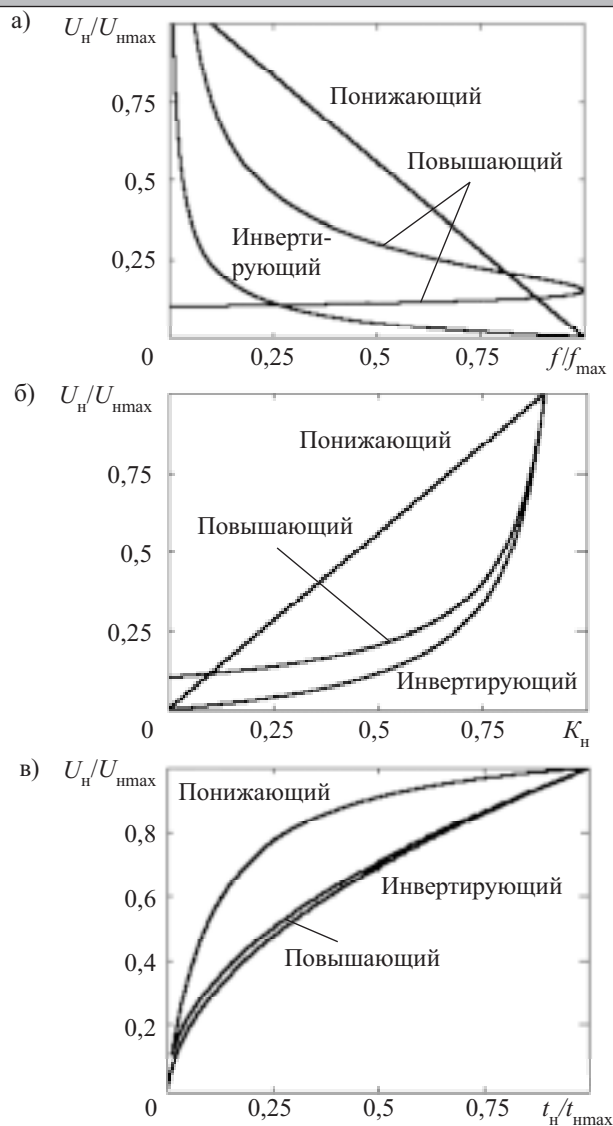 а) Uн/Uнmax
0,75
Понижающий
Повышающий
0,5
Инверти-
рующий
0,25
0 0,25 0,5 0,75 f/fmax
б) Uн/Uнmax
Понижающий
0,75
Повышающий
0,5
0,25
Инвертирующий
0 0,25 0,5 0,75 Kн
в) Uн/Uнmax
Понижающий
0,8
Инвертирующий
0,6
Повышающий
0,4
0,2
0 0,25 0,5 0,75 tн/tнmax